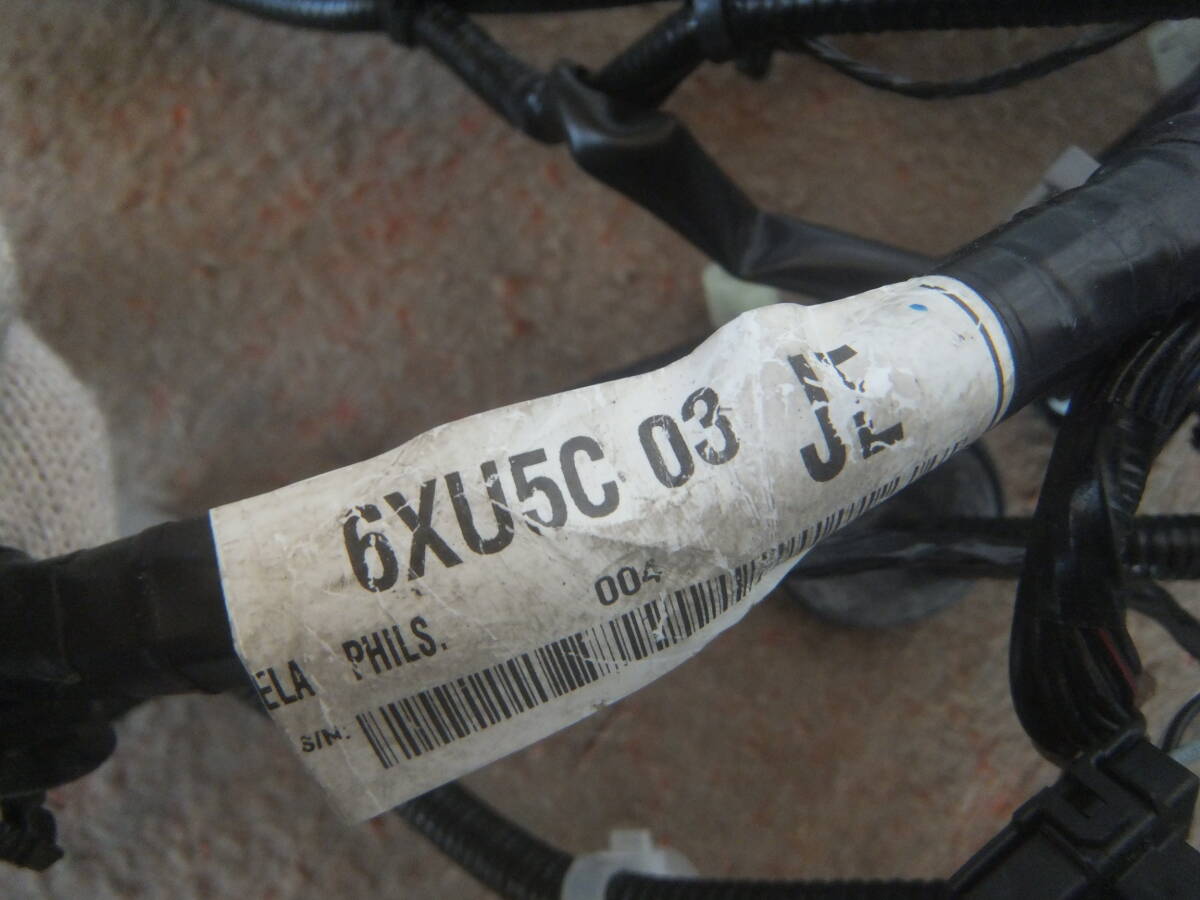 6XU5C 03 JE
004
ELA PHILS.
S/N: